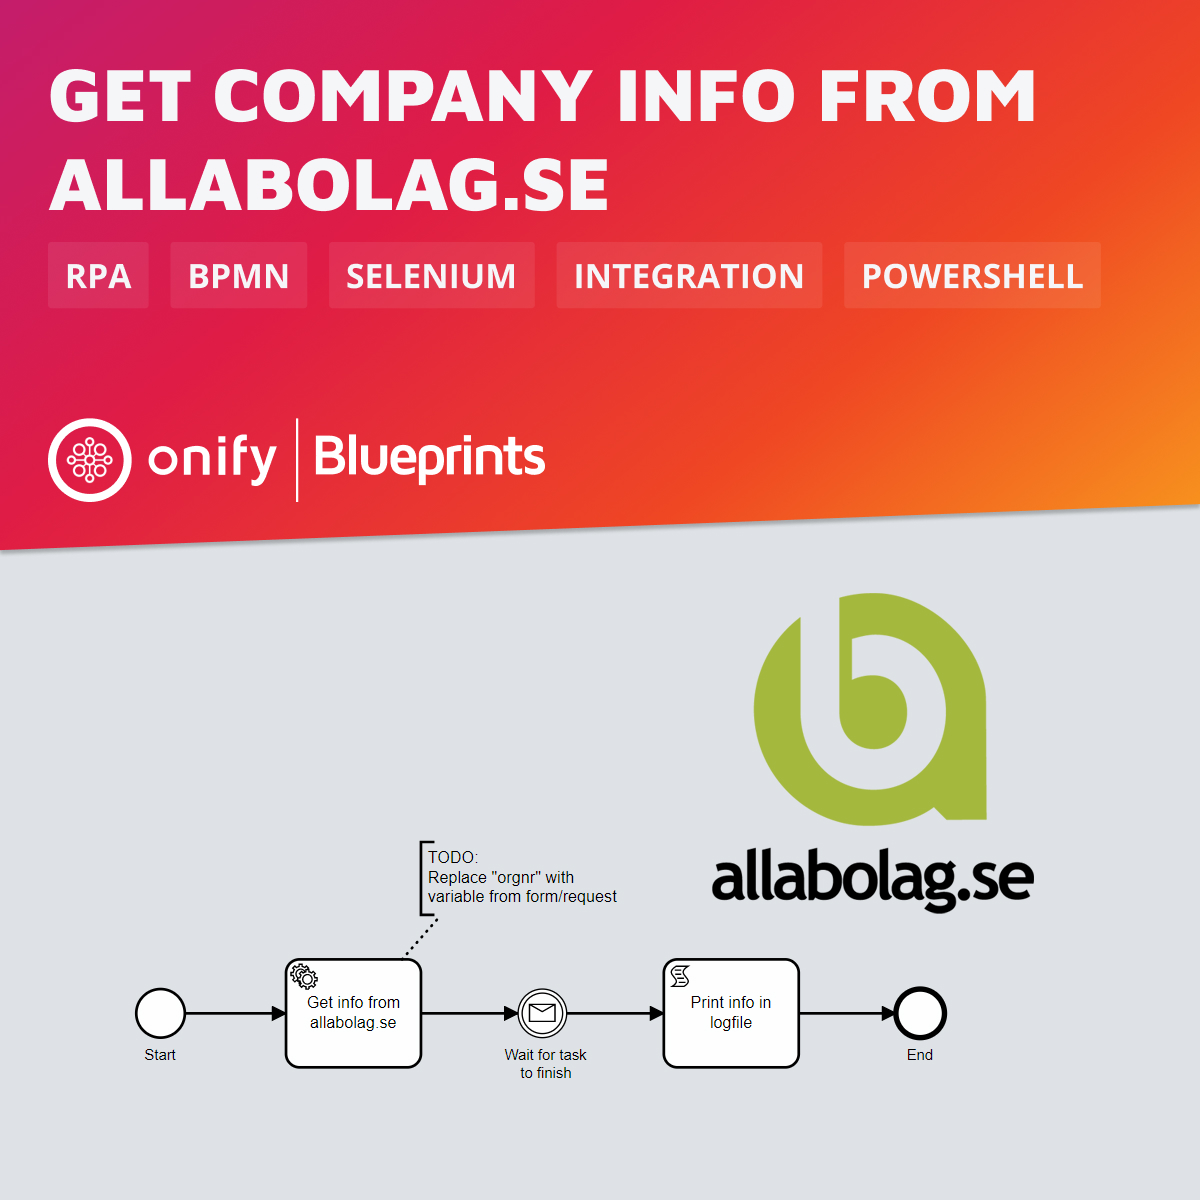 GET COMPANY INFO FROM
ALLABOLAG.SE
RPA BPMN SELENIUM INTEGRATION POWERSHELL
onify Blueprints
allabolag.se
TODO:
Replace "orgnr" with
variable from form/request
Get info from
allabolag.se
Print info in
logfile
Start
Wait for task
to finish
End